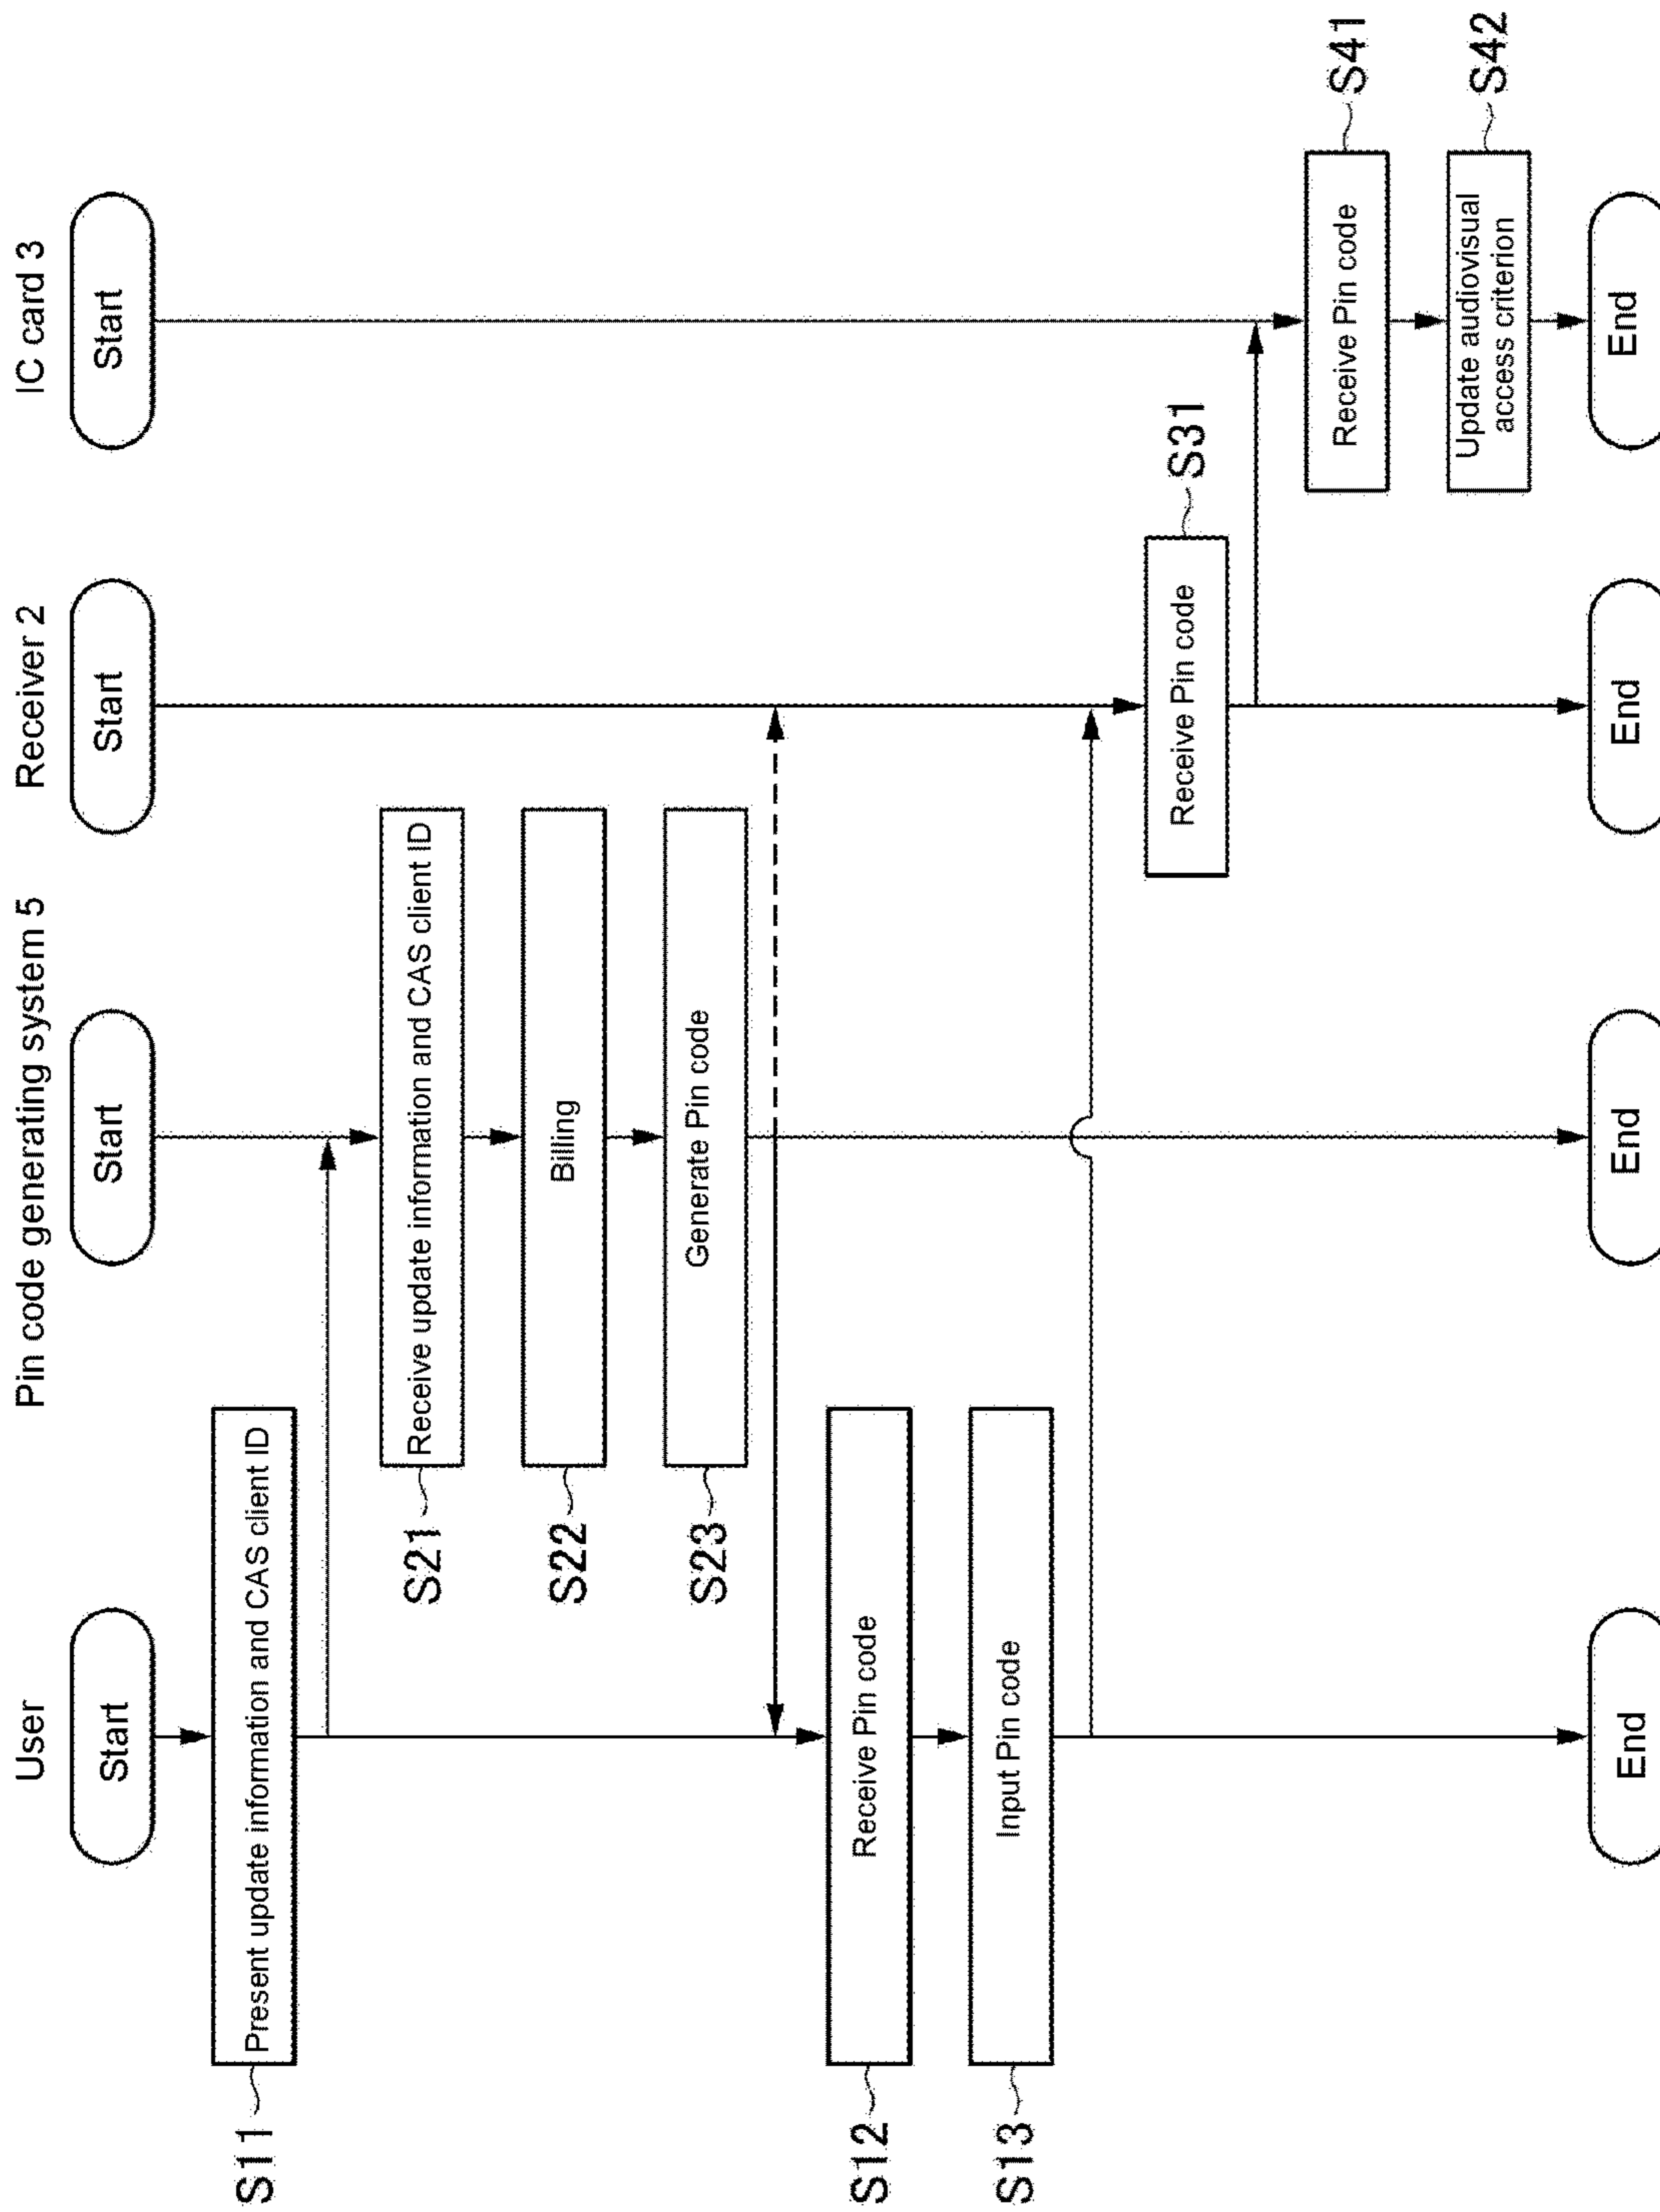 User
Pin code generating system 5
Receiver 2
IC card 3
Start
Start
Start
Start
S11
Present update information and CAS client ID
S21
Receive update information and CAS client ID
S22
Billing
S23
Generate Pin code
S12
Receive Pin code
S13
Input Pin code
Receive Pin code
S31
Receive Pin code
S41
Update audiovisual
access criterion
S42
End
End
End
End